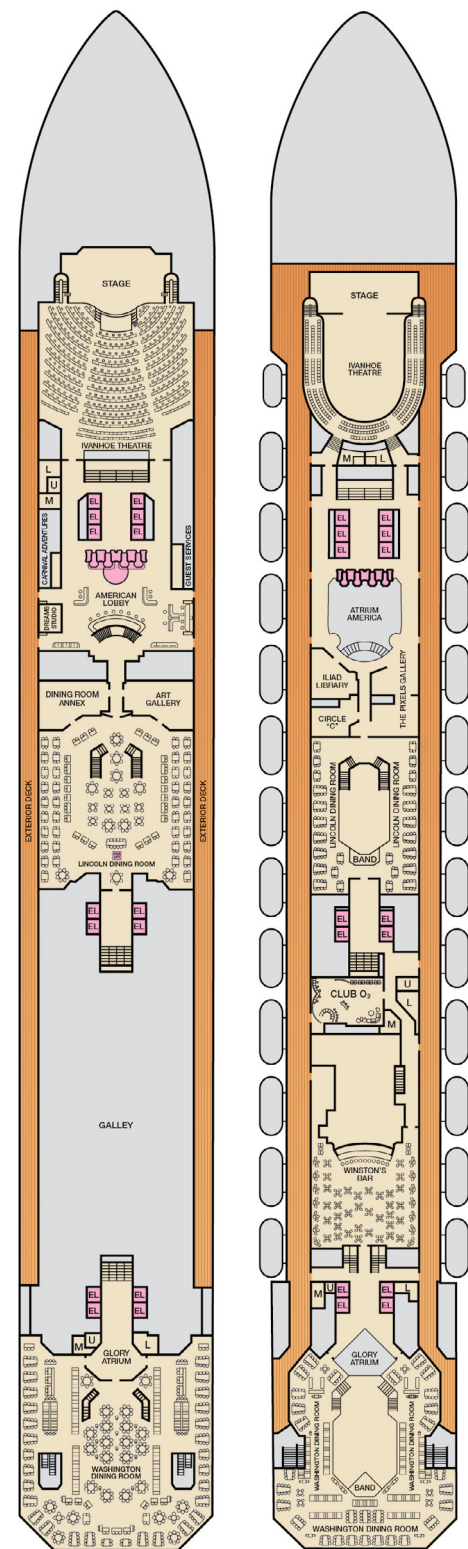 STAGE
IVANHOE THEATRE
L
U
M
EL
EL
EL
EL
EL
EL
CARNIVAL ADVENTURES
GUEST SERVICES
AMERICAN
LOBBY
DREAMS
STUDIO
DINING ROOM
ANNEX
ART
GALLERY
EXTERIOR DECK
EXTERIOR DECK
LINCOLN DINING ROOM
EL
EL
EL
EL
GALLEY
EL
EL
EL
EL
M
U
L
GLORY
ATRIUM
WASHINGTON
DINING ROOM
STAGE
IVANHOE
THEATRE
M
L
EL
EL
EL
EL
EL
EL
ATRIUM
AMERICA
ILIAD
LIBRARY
THE PIXELS GALLERY
CIRCLE
"C"
LINCOLN DINING ROOM
LINCOLN DINING ROOM
BAND
EL
EL
EL
EL
CLUB O₂
U
L
M
WINSTON'S
BAR
M
U
EL
EL
EL
EL
L
GLORY
ATRIUM
WASHINGTON DINING ROOM
WASHINGTON DINING ROOM
BAND
WASHINGTON DINING ROOM